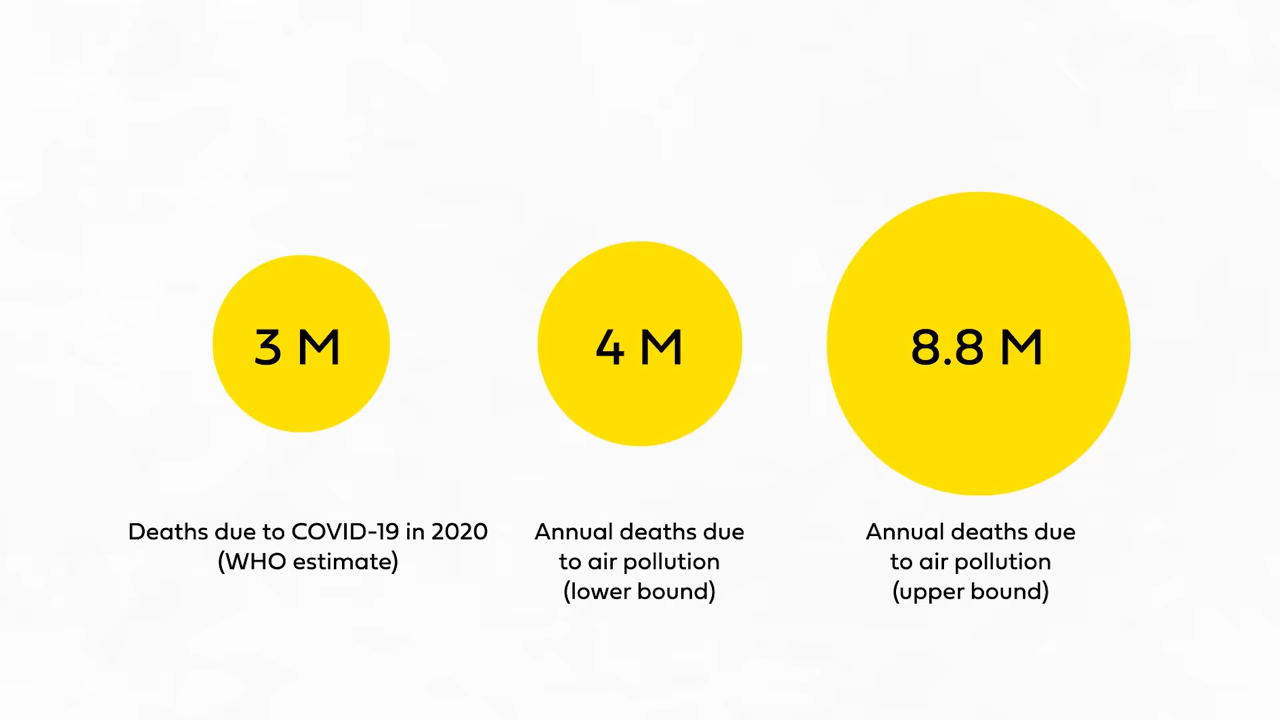 3 M
4 M
8.8 M
Deaths due to COVID-19 in 2020
(WHO estimate)
Annual deaths due
to air pollution
(lower bound)
Annual deaths due
to air pollution
(upper bound)